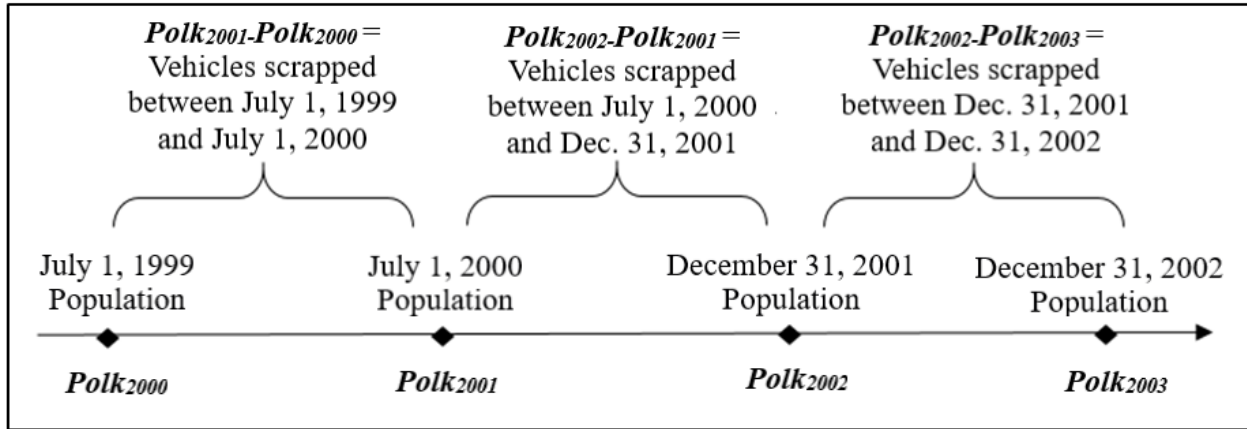 Polk2001-Polk2000 =
Vehicles scrapped
between July 1, 1999
and July 1, 2000
Polk2002-Polk2001 =
Vehicles scrapped
between July 1, 2000
and Dec. 31, 2001
Polk2002-Polk2003 =
Vehicles scrapped
between Dec. 31, 2001
and Dec. 31, 2002
July 1, 1999
Population
July 1, 2000
Population
December 31, 2001
Population
December 31, 2002
Population
Polk2000
Polk2001
Polk2002
Polk2003